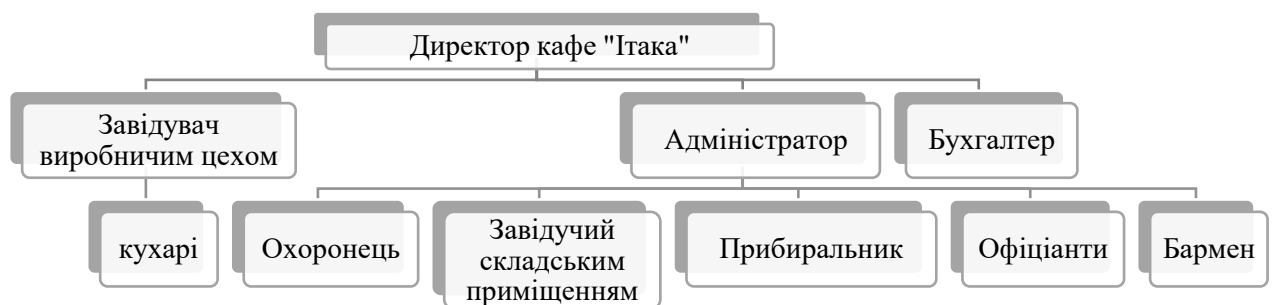 Директор кафе "Ітака"
Завідувач
виробничим цехом
Адміністратор
Бухгалтер
кухарі
Охоронець
Завідучий
складським
приміщенням
Прибиральник
Офіціанти
Бармен